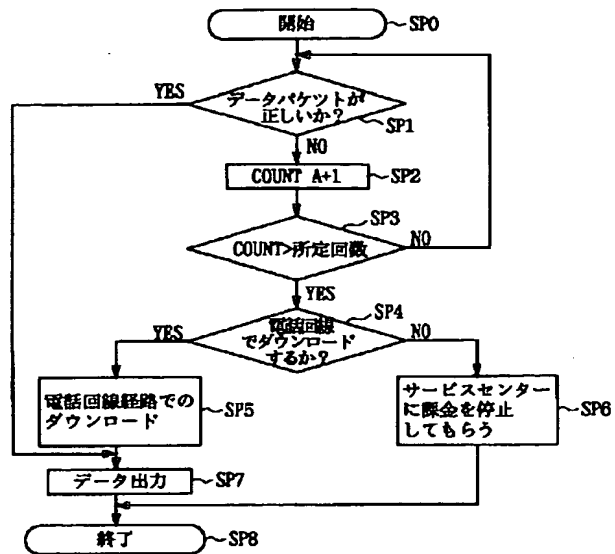 開始
SP0
データパケットが
正しいか？
YES
SP1
NO
COUNT A+1
SP2
SP3
COUNT>所定回数
NO
YES
SP4
電話回線
でダウンロード
するか？
YES
NO
電話回線経路での
ダウンロード
SP5
サービスセンター
に課金を停止
してもらう
SP6
データ出力
SP7
終了
SP8